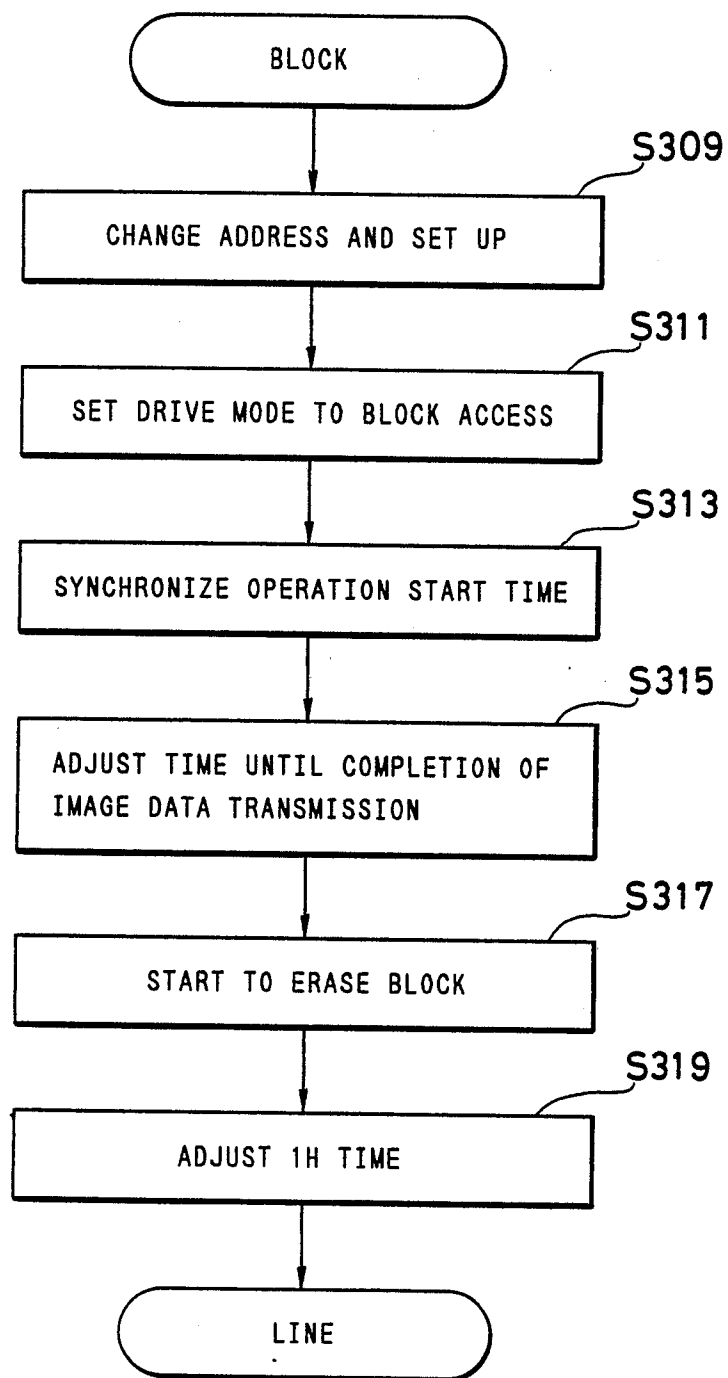 BLOCK
S309
CHANGE ADDRESS AND SET UP
S311
SET DRIVE MODE TO BLOCK ACCESS
S313
SYNCHRONIZE OPERATION START TIME
S315
ADJUST TIME UNTIL COMPLETION OF
IMAGE DATA TRANSMISSION
S317
START TO ERASE BLOCK
S319
ADJUST 1H TIME
LINE